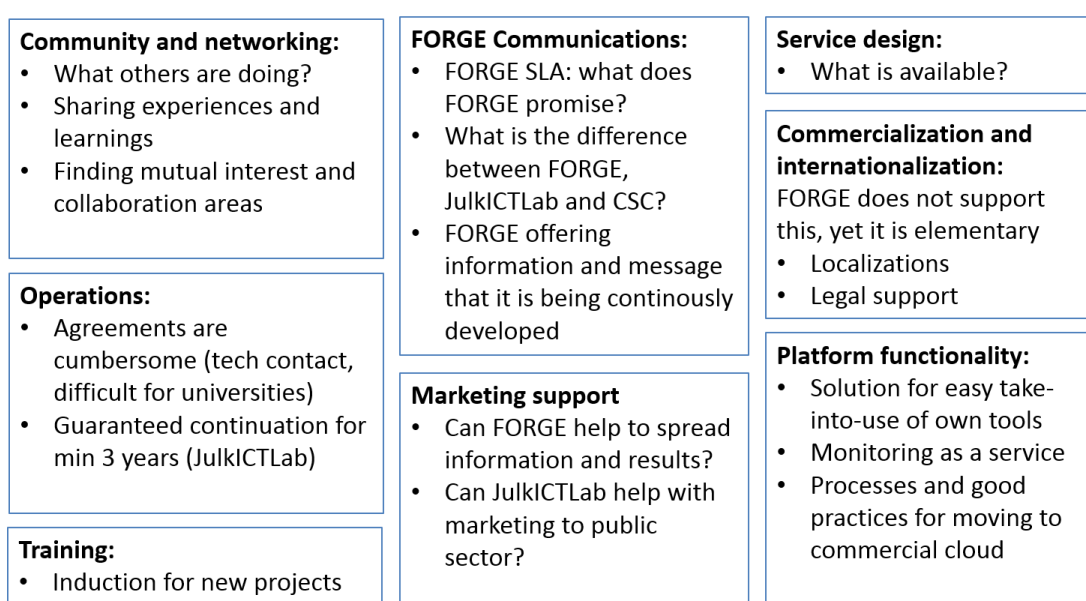 Community and networking:
• What others are doing?
• Sharing experiences and
learnings
• Finding mutual interest and
collaboration areas
Operations:
• Agreements are
cumbersome (tech contact,
difficult for universities)
• Guaranteed continuation for
min 3 years (JulkICTLab)
Training:
• Induction for new projects
FORGE Communications:
• FORGE SLA: what does
FORGE promise?
• What is the difference
between FORGE,
JulkICTLab and CSC?
• FORGE offering
information and message
that it is being continously
developed
Marketing support
• Can FORGE help to spread
information and results?
• Can JulkICTLab help with
marketing to public
sector?
Service design:
• What is available?
Commercialization and
internationalization:
FORGE does not support
this, yet it is elementary
• Localizations
• Legal support
Platform functionality:
• Solution for easy take-
into-use of own tools
• Monitoring as a service
• Processes and good
practices for moving to
commercial cloud